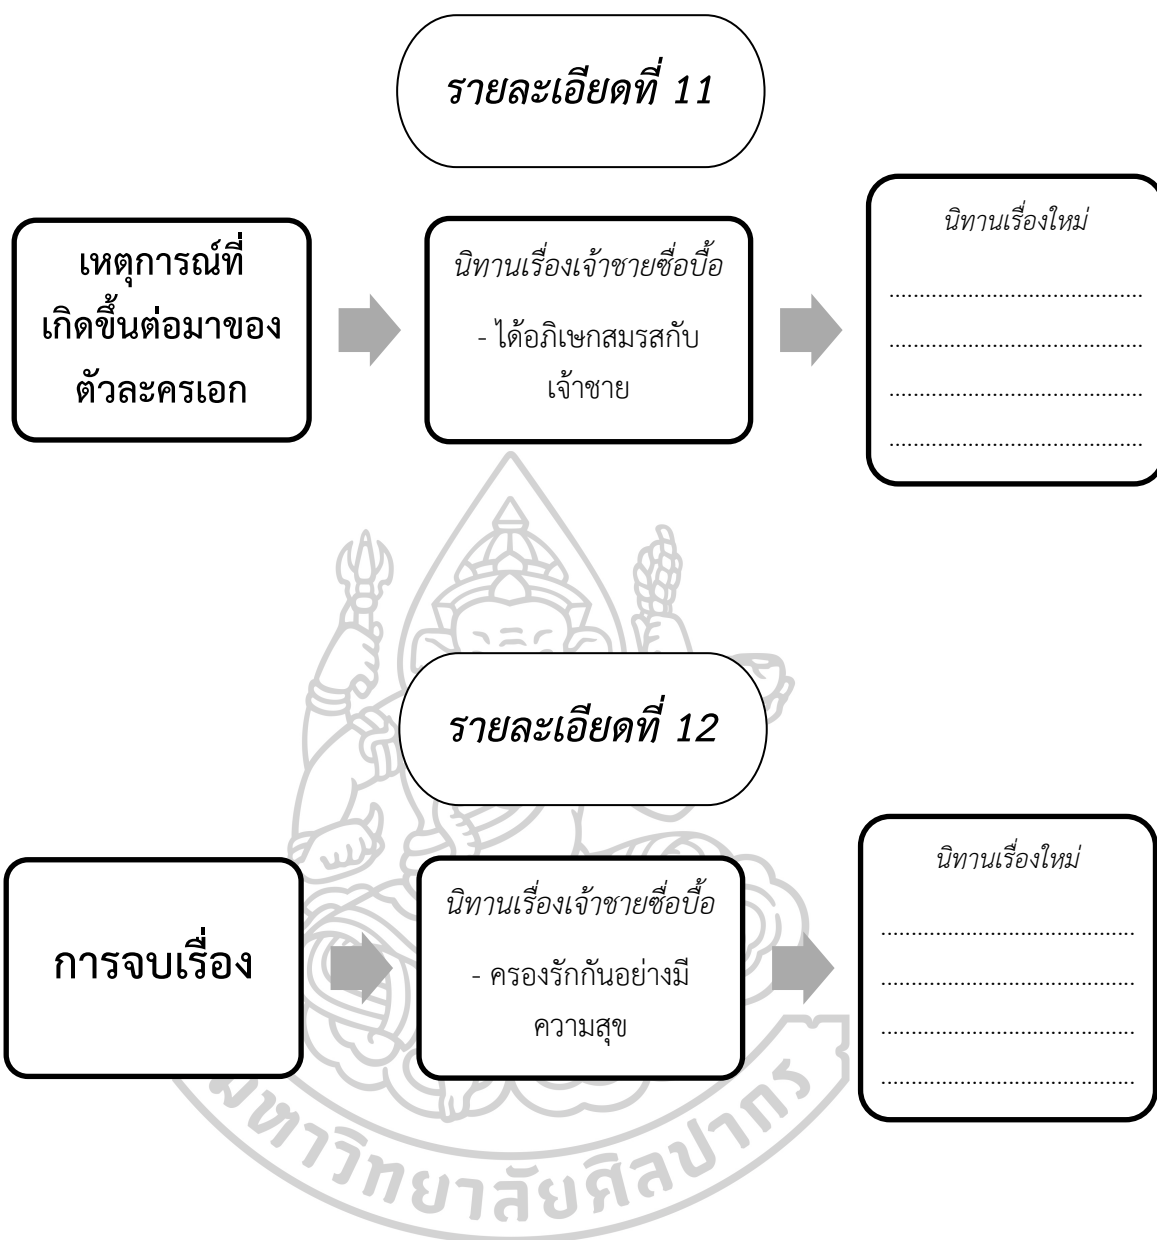 รายละเอียดที่ 11
เหตุการณ์ที่
เกิดขึ้นต่อมาของ
ตัวละครเอก
นิทานเรื่องเจ้าชายซื่อบื้อ
- ได้อภิเษกสมรสกับ
เจ้าชาย
นิทานเรื่องใหม่
...........................................
...........................................
...........................................
...........................................
รายละเอียดที่ 12
การจบเรื่อง
นิทานเรื่องเจ้าชายซื่อบื้อ
- ครองรักกันอย่างมี
ความสุข
นิทานเรื่องใหม่
...........................................
...........................................
...........................................
...........................................
มหาวิทยาลัยศิลปากร